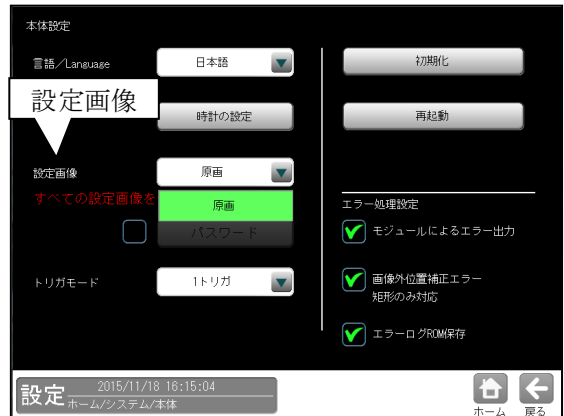 本体設定
言語/Language
日本語
初期化
設定画像
時計の設定
再起動
設定画像
原画
すべての設定画像を
原画
パスワード
エラー処理設定
モジュールによるエラー出力
トリガモード
1トリガ
画像外位置補正エラー
矩形のみ対応
エラーログROM保存
設定
2015/11/18 16:15:04
ホーム/システム/本体
ホーム
戻る